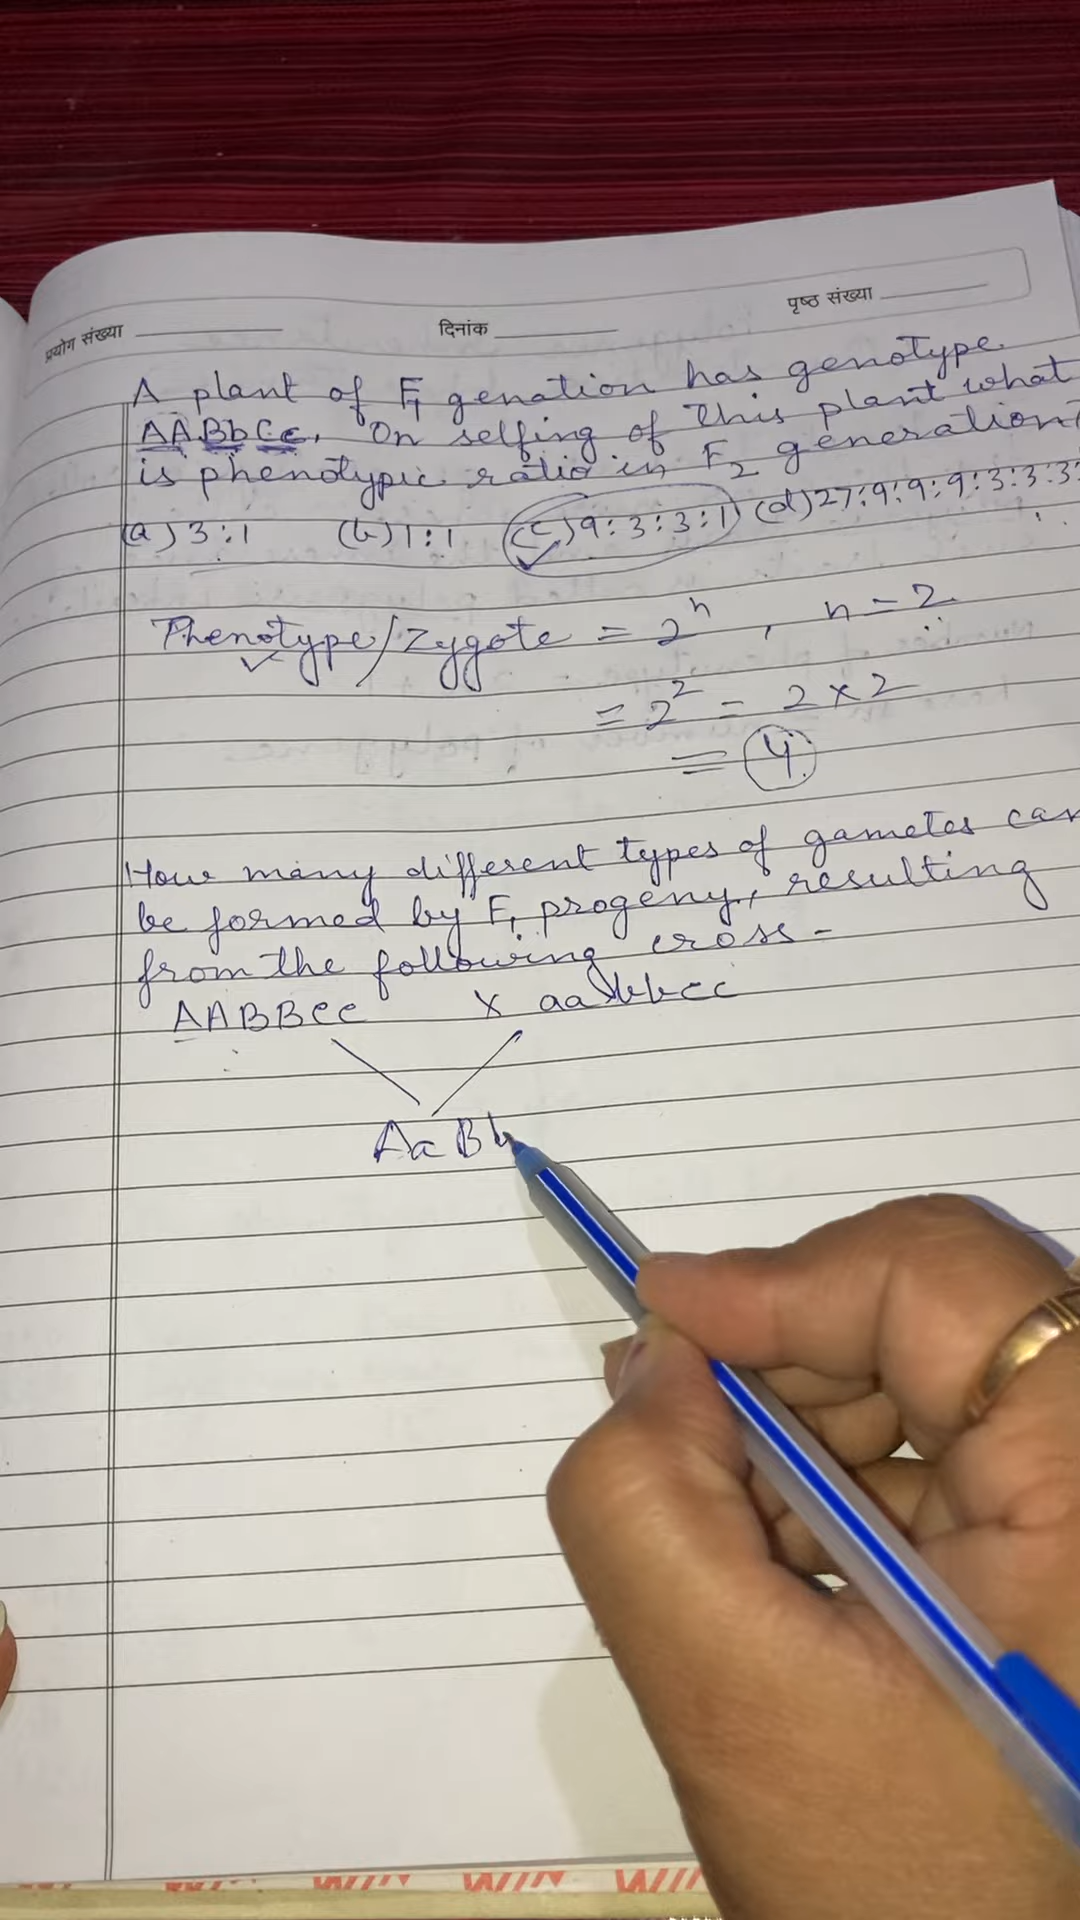 प्रयोग संख्या
दिनांक
पृष्ठ संख्या
A plant of F1 genation has genotype.
AABbCc. On selfing of this plant what
is phenotypic ratio in F2 generation?
(a) 3:1 (b) 1:1 (c) 9:3:3:1 (d) 27:9:9:9:3:3:3:
Phenotype/Zygote = 2ⁿ, n = 2
= 2² = 2 x 2
= 4
How many different types of gametes can
be formed by F1 progeny, resulting
from the following cross -
AABBCC x aabbcc
AaBb